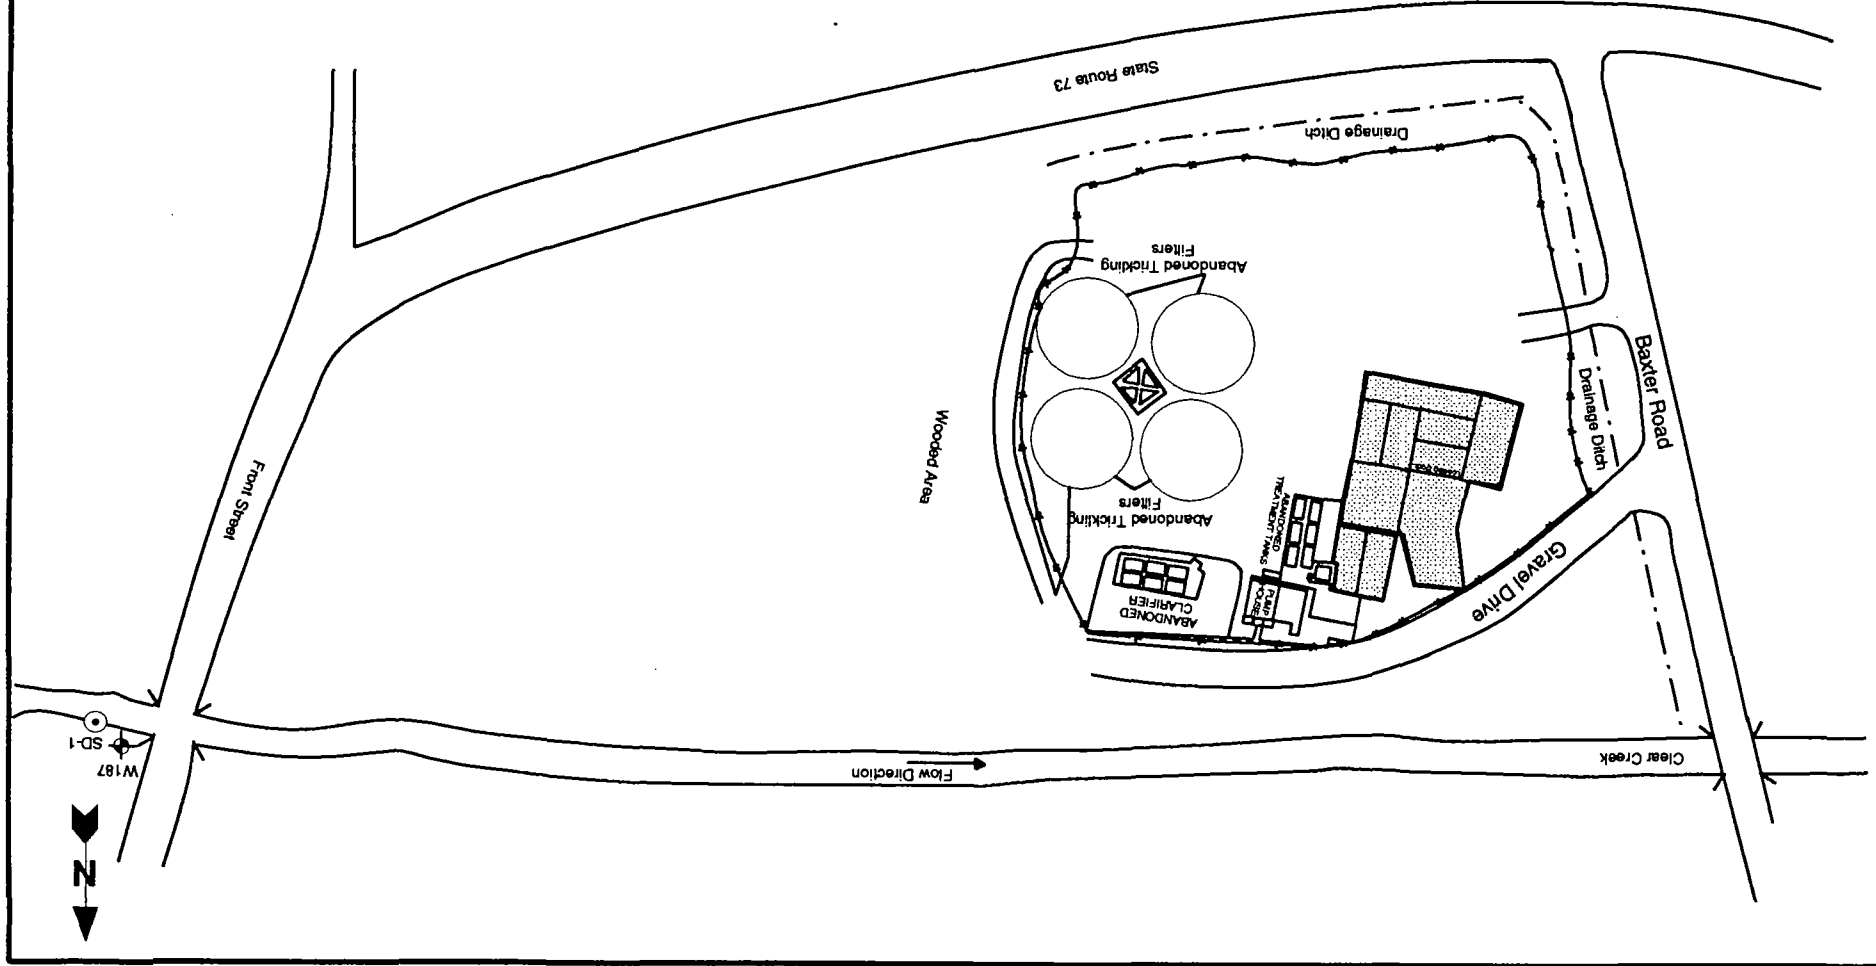 State Route 73
Drainage Ditch
Abandoned Trickling
Filters
Baxter Road
Drainage Ditch
Wooded Area
Front Street
Abandoned Trickling
Filters
ABANDONED
TREATMENT TANKS
ABANDONED
CLARIFIER
PUMP
HOUSE
Gravel Drive
SD-1
W187
Flow Direction
Clear Creek
N